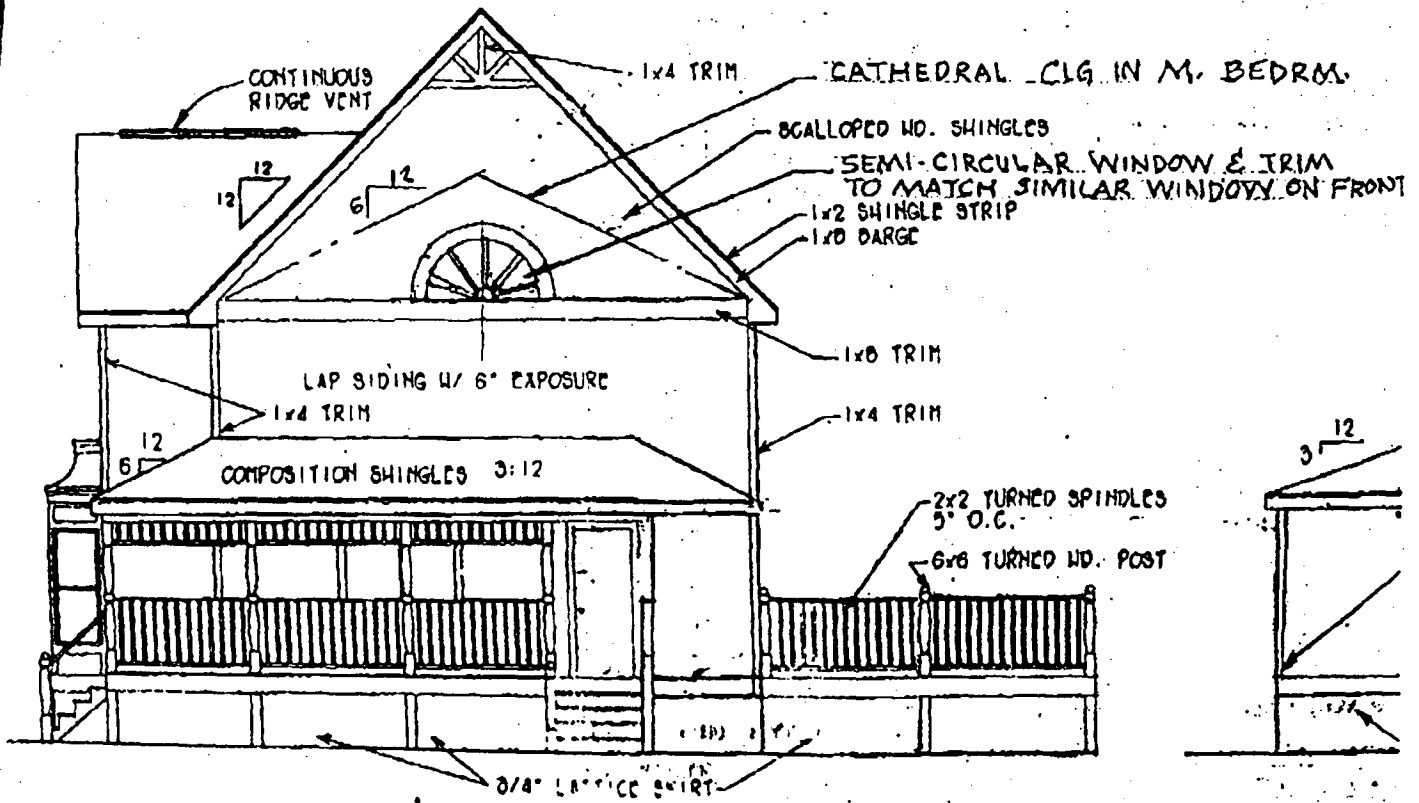 CONTINUOUS
RIDGE VENT
1x4 TRIM
CATHEDRAL CLG IN M. BEDRM.
SCALLOPED WD. SHINGLES
SEMI-CIRCULAR WINDOW & TRIM
TO MATCH SIMILAR WINDOW ON FRONT
1x2 SHINGLE STRIP
1x8 BARGE
12
12
12
6
1x8 TRIM
LAP SIDING W/ 6" EXPOSURE
1x4 TRIM
1x4 TRIM
12
6
COMPOSITION SHINGLES 3:12
12
3
2x2 TURNED SPINDLES
O.C.
6x6 TURNED WD. POST
3/4" LATTICE SKIRT